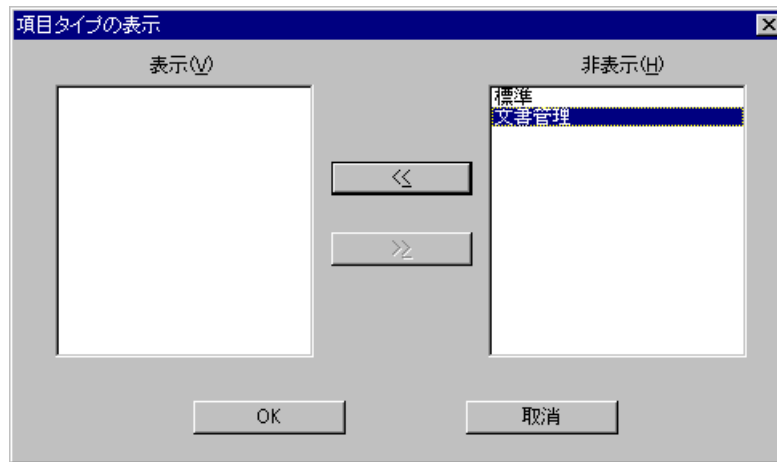 項目タイプの表示
表示(V)
非表示(H)
標準
文書管理
<<
>>
OK
取消